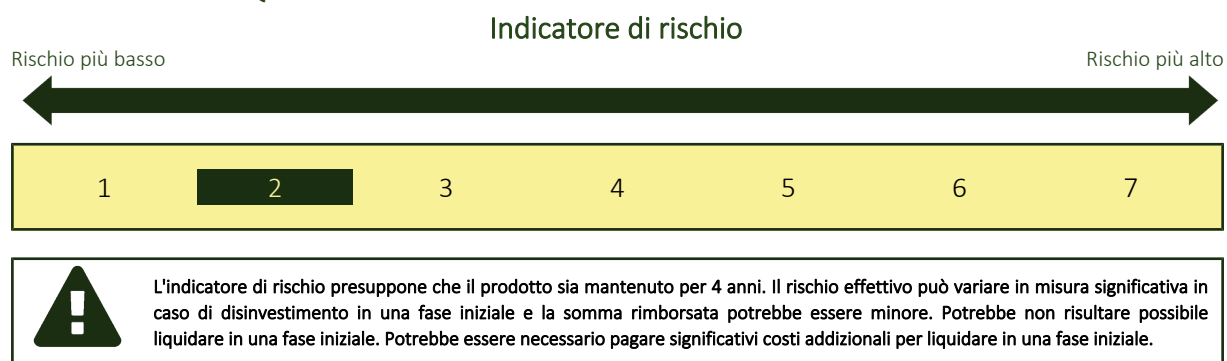 Indicatore di rischio
Rischio più basso
Rischio più alto
1 2 3 4 5 6 7
L'indicatore di rischio presuppone che il prodotto sia mantenuto per 4 anni. Il rischio effettivo può variare in misura significativa in
caso di disinvestimento in una fase iniziale e la somma rimborsata potrebbe essere minore. Potrebbe non risultare possibile
liquidare in una fase iniziale. Potrebbe essere necessario pagare significativi costi addizionali per liquidare in una fase iniziale.